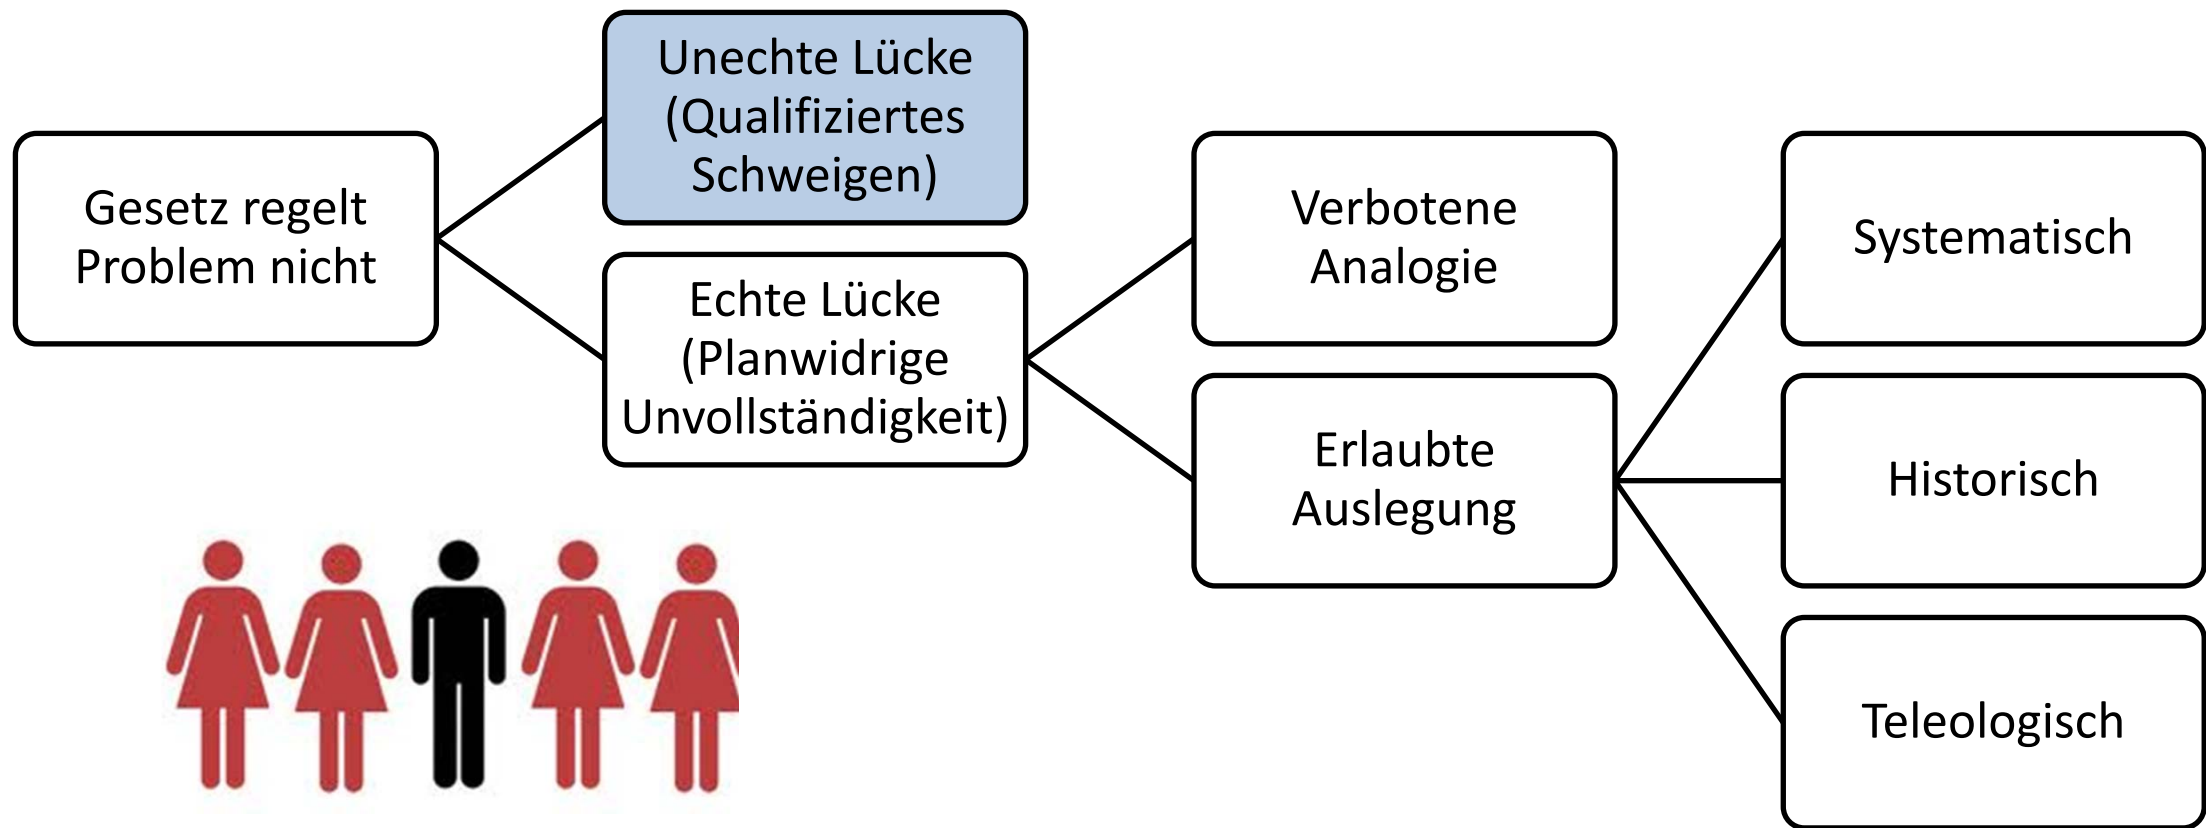 Gesetz regelt
Problem nicht
Unechte Lücke
(Qualifiziertes
Schweigen)
Echte Lücke
(Planwidrige
Unvollständigkeit)
Verbotene
Analogie
Erlaubte
Auslegung
Systematisch
Historisch
Teleologisch